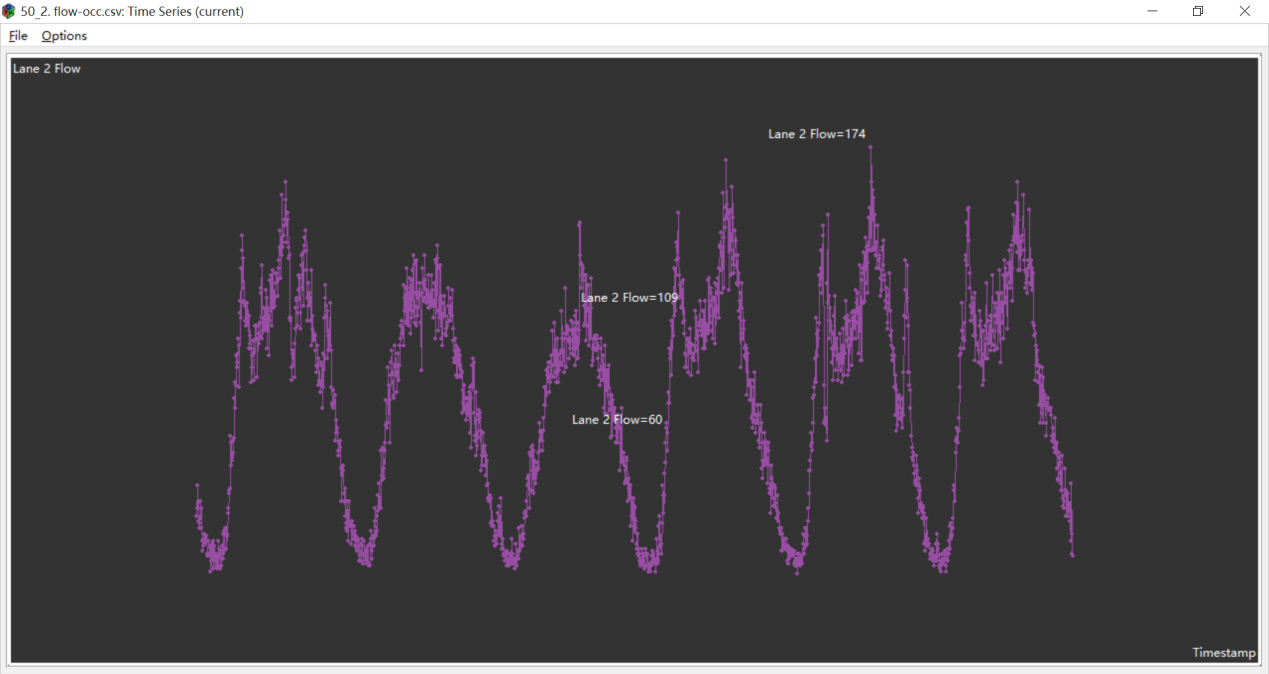 50_2. flow-occ.csv: Time Series (current)
File Options
Lane 2 Flow
Lane 2 Flow=174
Lane 2 Flow=109
Lane 2 Flow=60
Timestamp